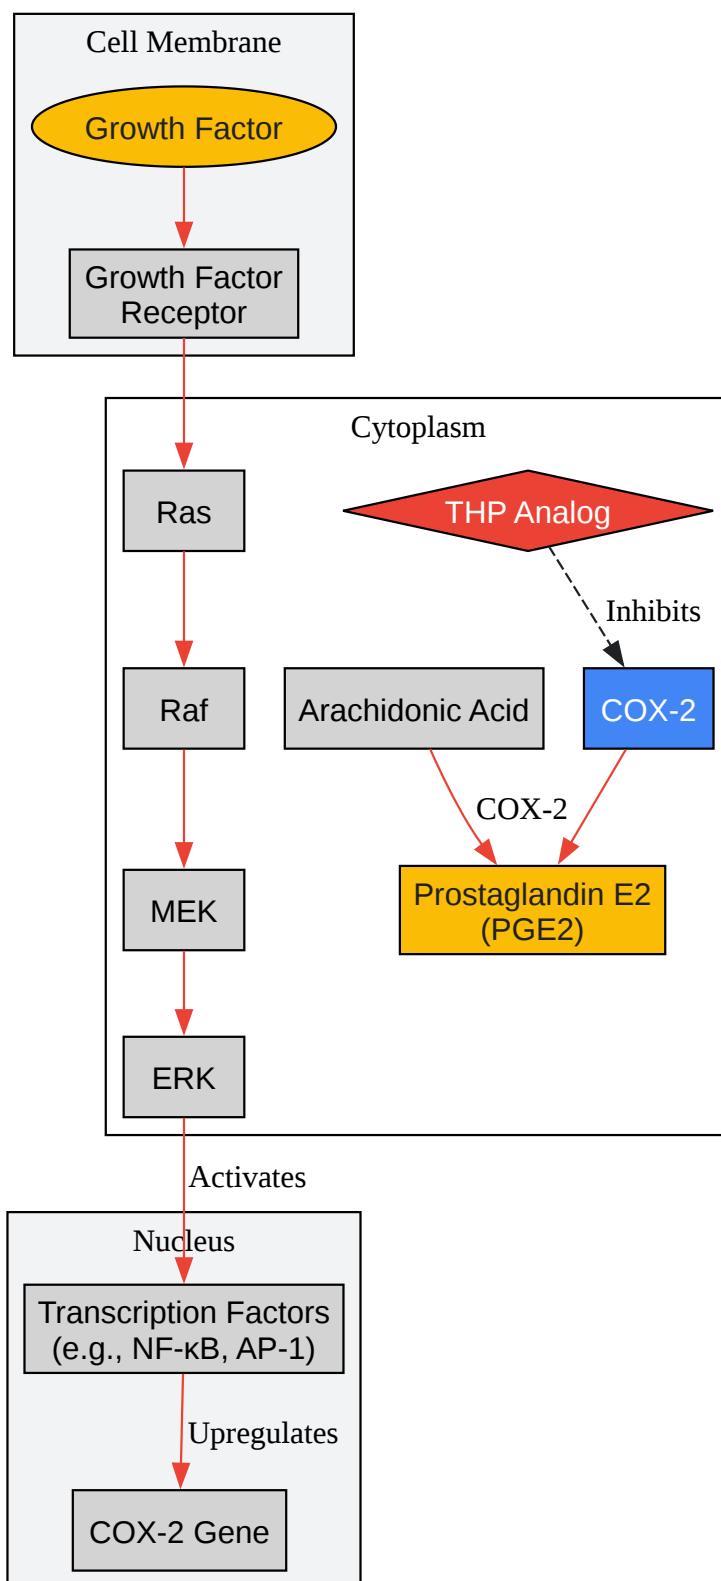 Cell Membrane
Growth Factor
Growth Factor
Receptor
Cytoplasm
Ras
THP Analog
Inhibits
Raf
Arachidonic Acid
COX-2
COX-2
MEK
Prostaglandin E2
(PGE2)
ERK
Activates
Nucleus
Transcription Factors
(e.g., NF-κB, AP-1)
Upregulates
COX-2 Gene